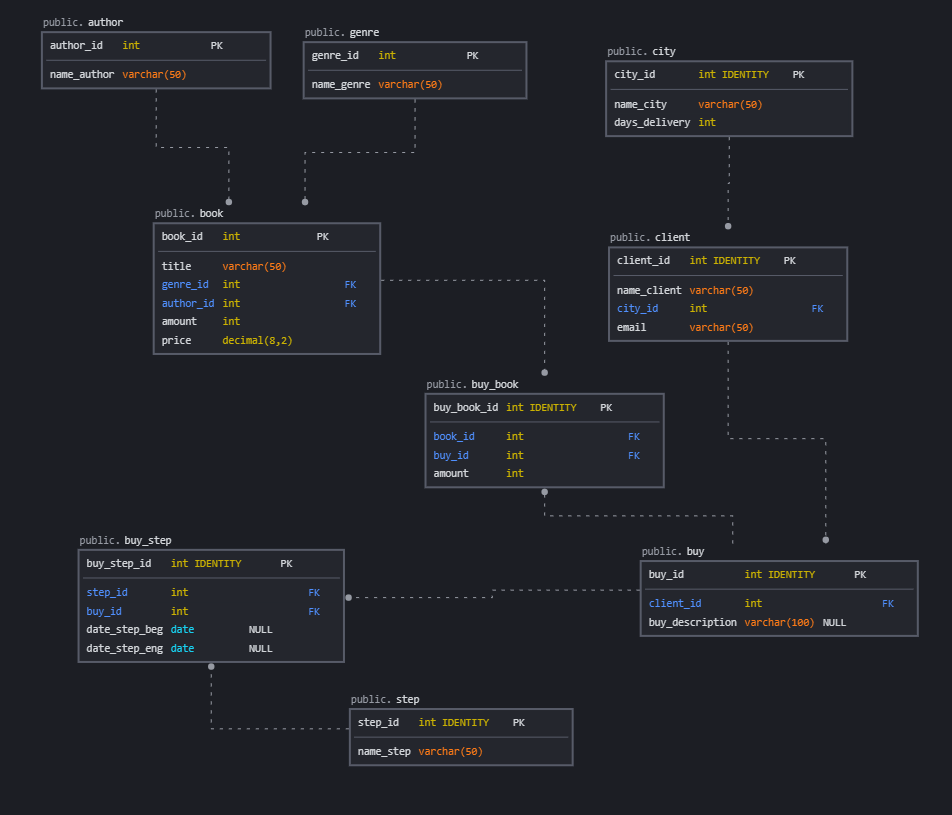 public. author
author_id int PK
name_author varchar(50)
public. genre
genre_id int PK
name_genre varchar(50)
public. city
city_id int IDENTITY PK
name_city varchar(50)
days_delivery int
public. book
book_id int PK
title varchar(50)
genre_id int FK
author_id int FK
amount int
price decimal(8,2)
public. client
client_id int IDENTITY PK
name_client varchar(50)
city_id int FK
email varchar(50)
public. buy_book
buy_book_id int IDENTITY PK
book_id int FK
buy_id int FK
amount int
public. buy_step
buy_step_id int IDENTITY PK
step_id int FK
buy_id int FK
date_step_beg date NULL
date_step_eng date NULL
public. buy
buy_id int IDENTITY PK
client_id int FK
buy_description varchar(100) NULL
public. step
step_id int IDENTITY PK
name_step varchar(50)